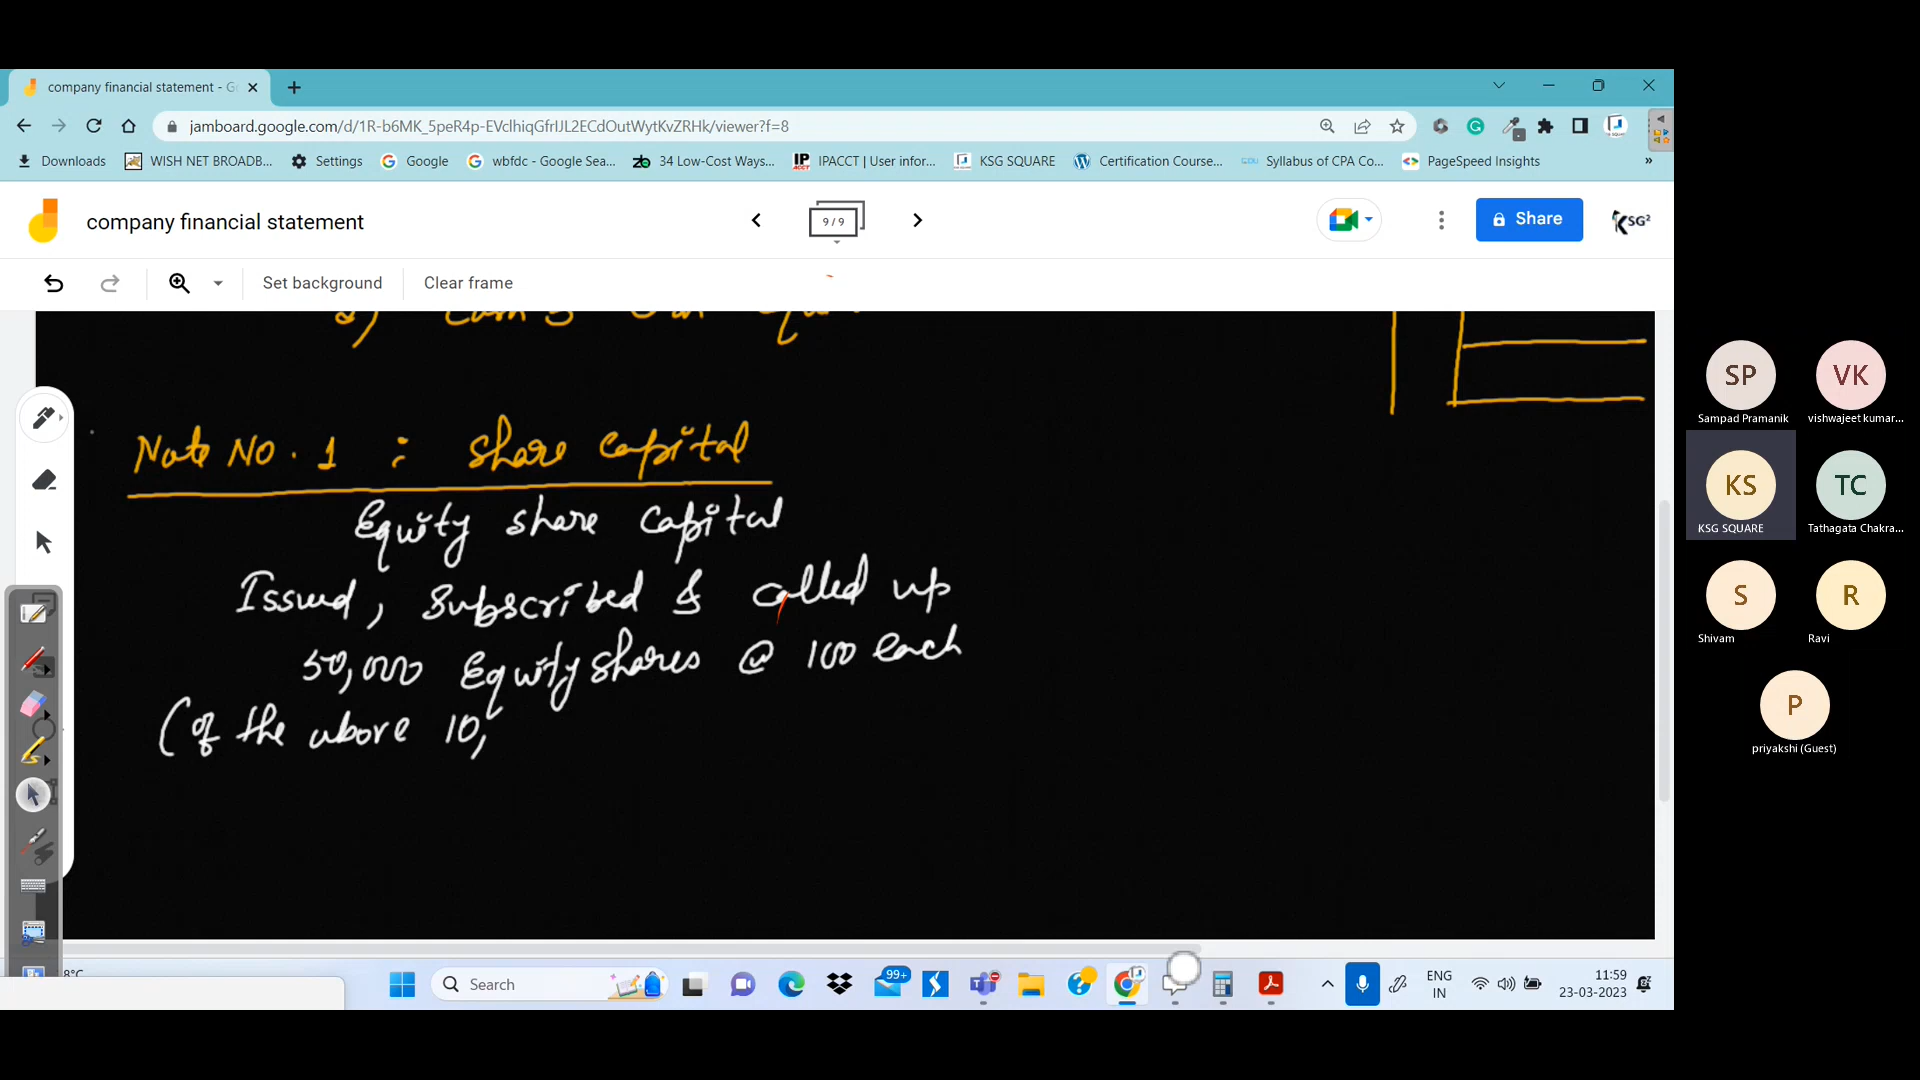 company financial statement - G
jamboard.google.com/d/1R-b6MK_5peR4p-EVclhiqGfrIJL2ECdOutWytKvZRHk/viewer?f=8
Downloads WISH NET BROADB... Settings Google wbfdc - Google Sea... 34 Low-Cost Ways... IPACCT | User infor... KSG SQUARE Certification Course... Syllabus of CPA Co... PageSpeed Insights »
company financial statement
9 / 9
Share
KSG²
Set background
Clear frame
Note No. 1 : Share Capital
Equity share capital
Issued, Subscribed & called up
50,000 Equity shares @ 100 each
(of the above 10,
SP
Sampad Pramanik
VK
vishwajeet kumar...
KS
KSG SQUARE
TC
Tathagata Chakra...
S
Shivam
R
Ravi
P
priyakshi (Guest)
8°C
Search
99+
ENG
IN
11:59
23-03-2023